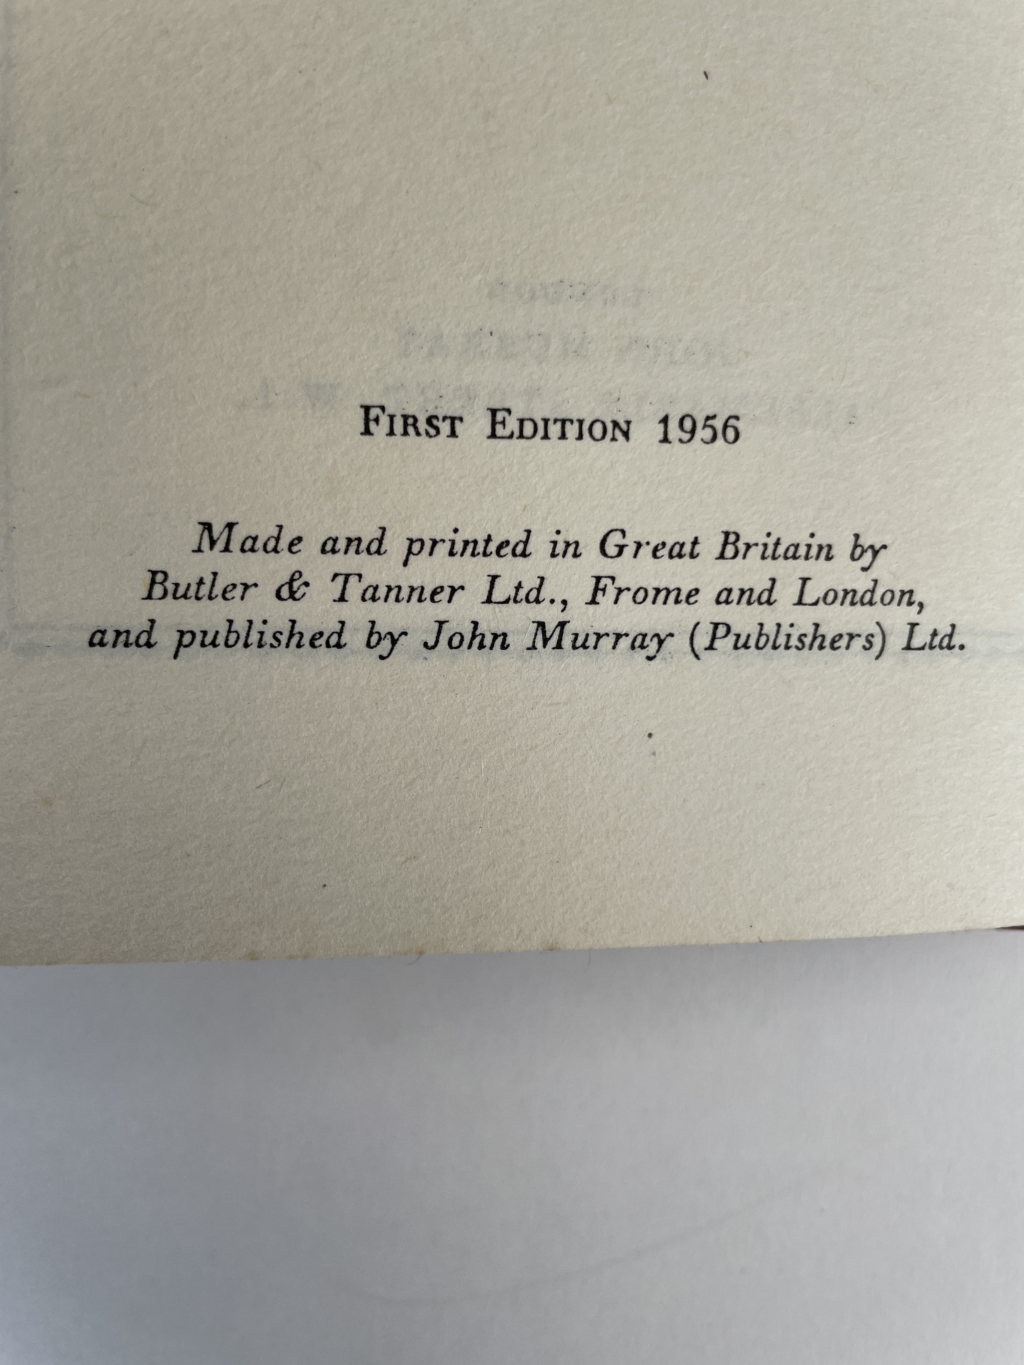 First Edition 1956
Made and printed in Great Britain by
Butler & Tanner Ltd., Frome and London,
and published by John Murray (Publishers) Ltd.